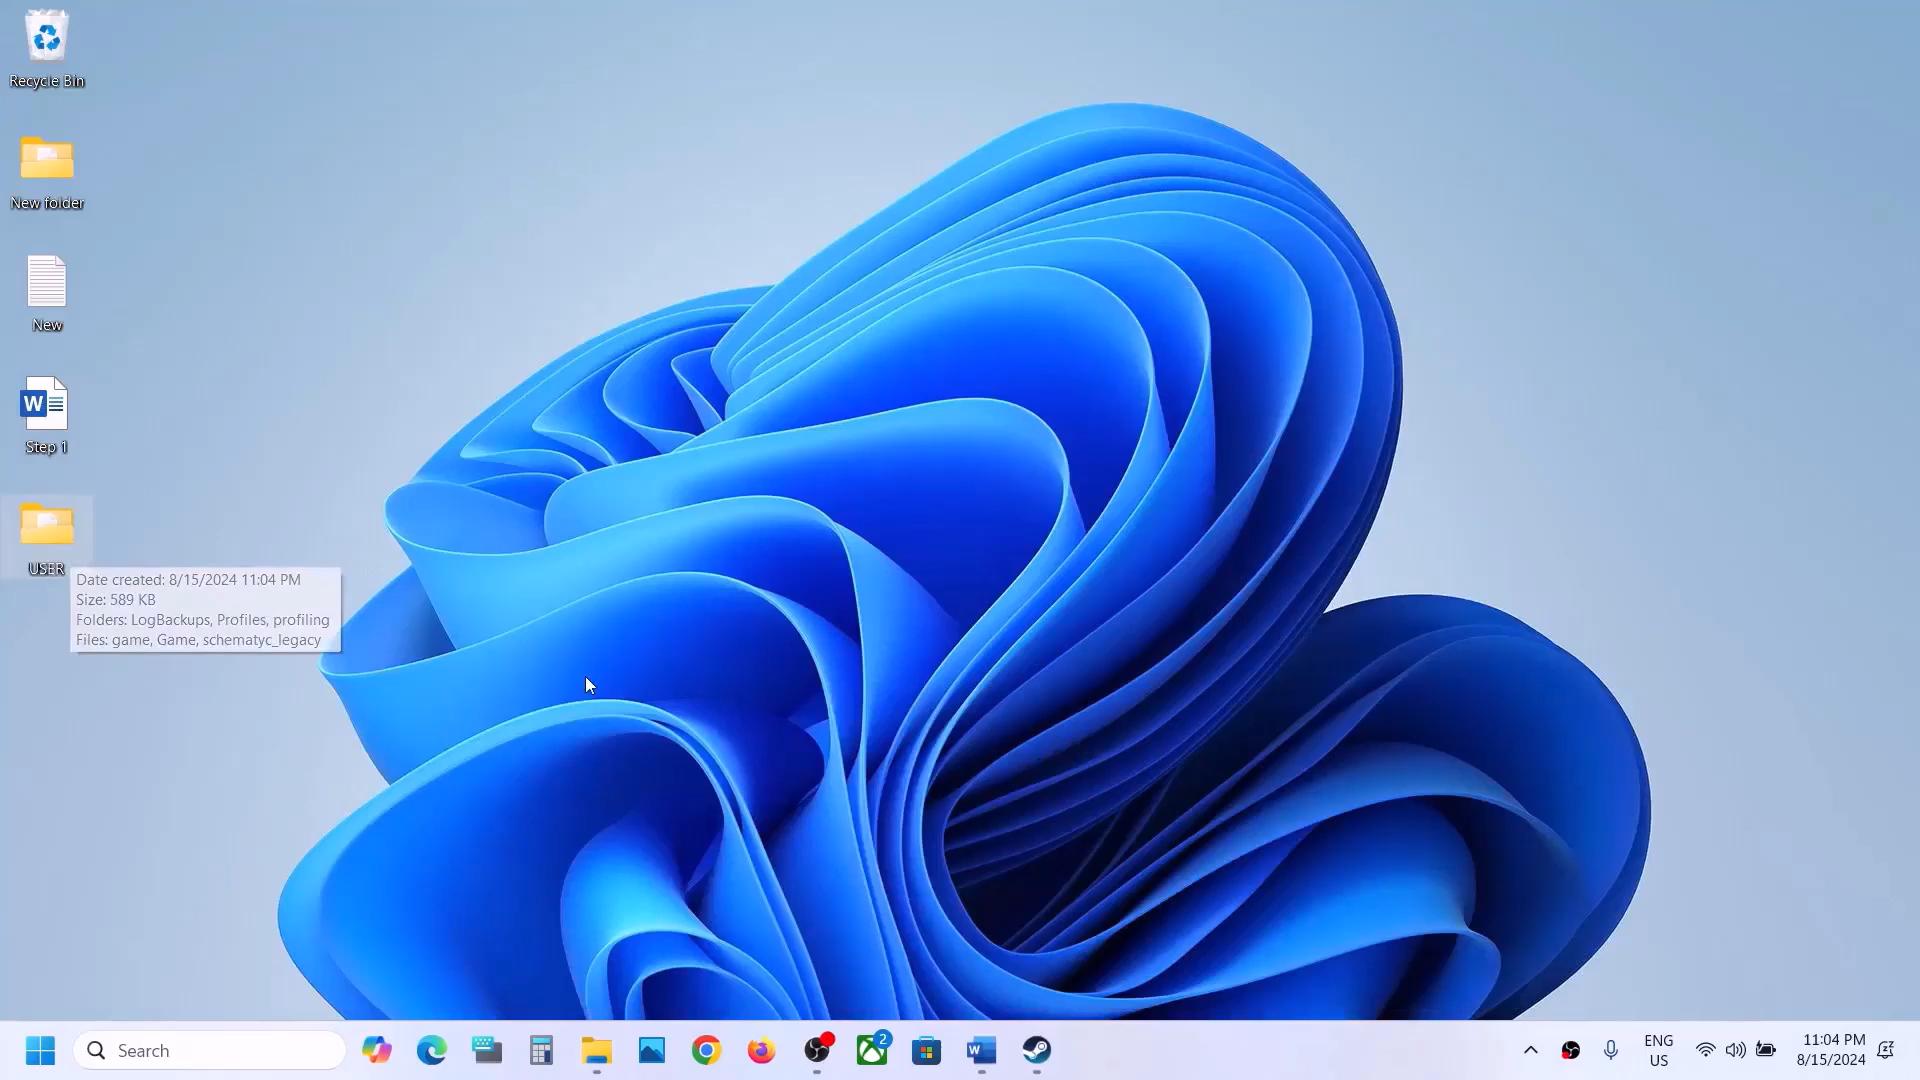 Recycle Bin
New folder
New
W
Step 1
USER
Date created: 8/15/2024 11:04 PM
Size: 589 KB
Folders: LogBackups, Profiles, profiling
Files: game, Game, schematyc_legacy
Search
2
W
ENG
US
11:04 PM
8/15/2024